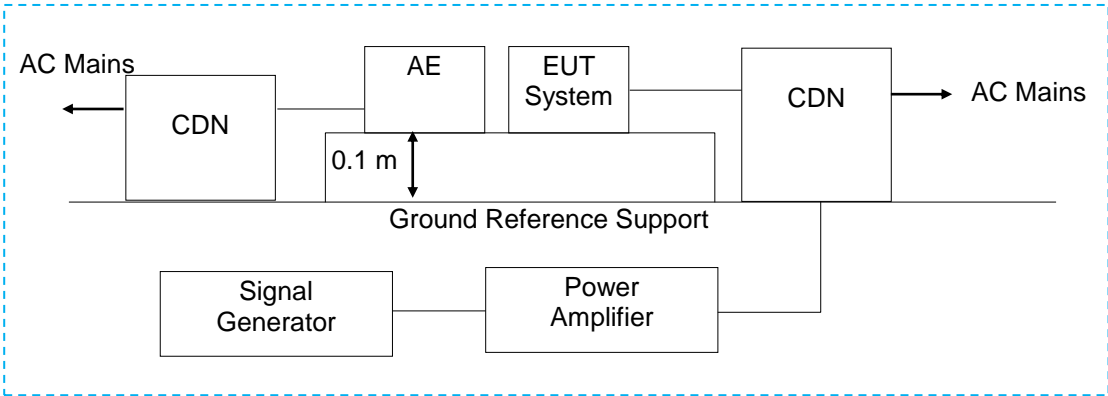 AC Mains
CDN
AE
EUT
System
CDN
AC Mains
0.1 m
Ground Reference Support
Signal
Generator
Power
Amplifier